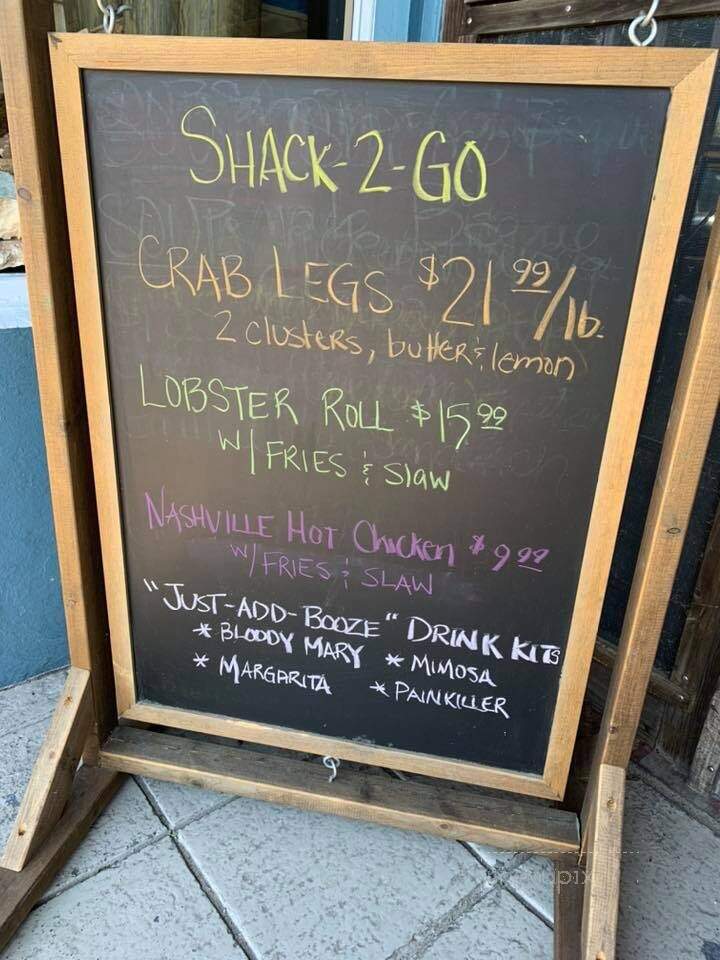 SHACK-2-GO
CRAB LEGS $21 99/lb.
2 clusters, butter & lemon
LOBSTER ROLL $15 99
W/ FRIES & Slaw
NASHVILLE HOT Chicken $9 99
W/ FRIES & SLAW
"JUST-ADD-BOOZE" DRINK KITS
* BLOODY MARY * MIMOSA
* MARGARITA * PAINKILLER